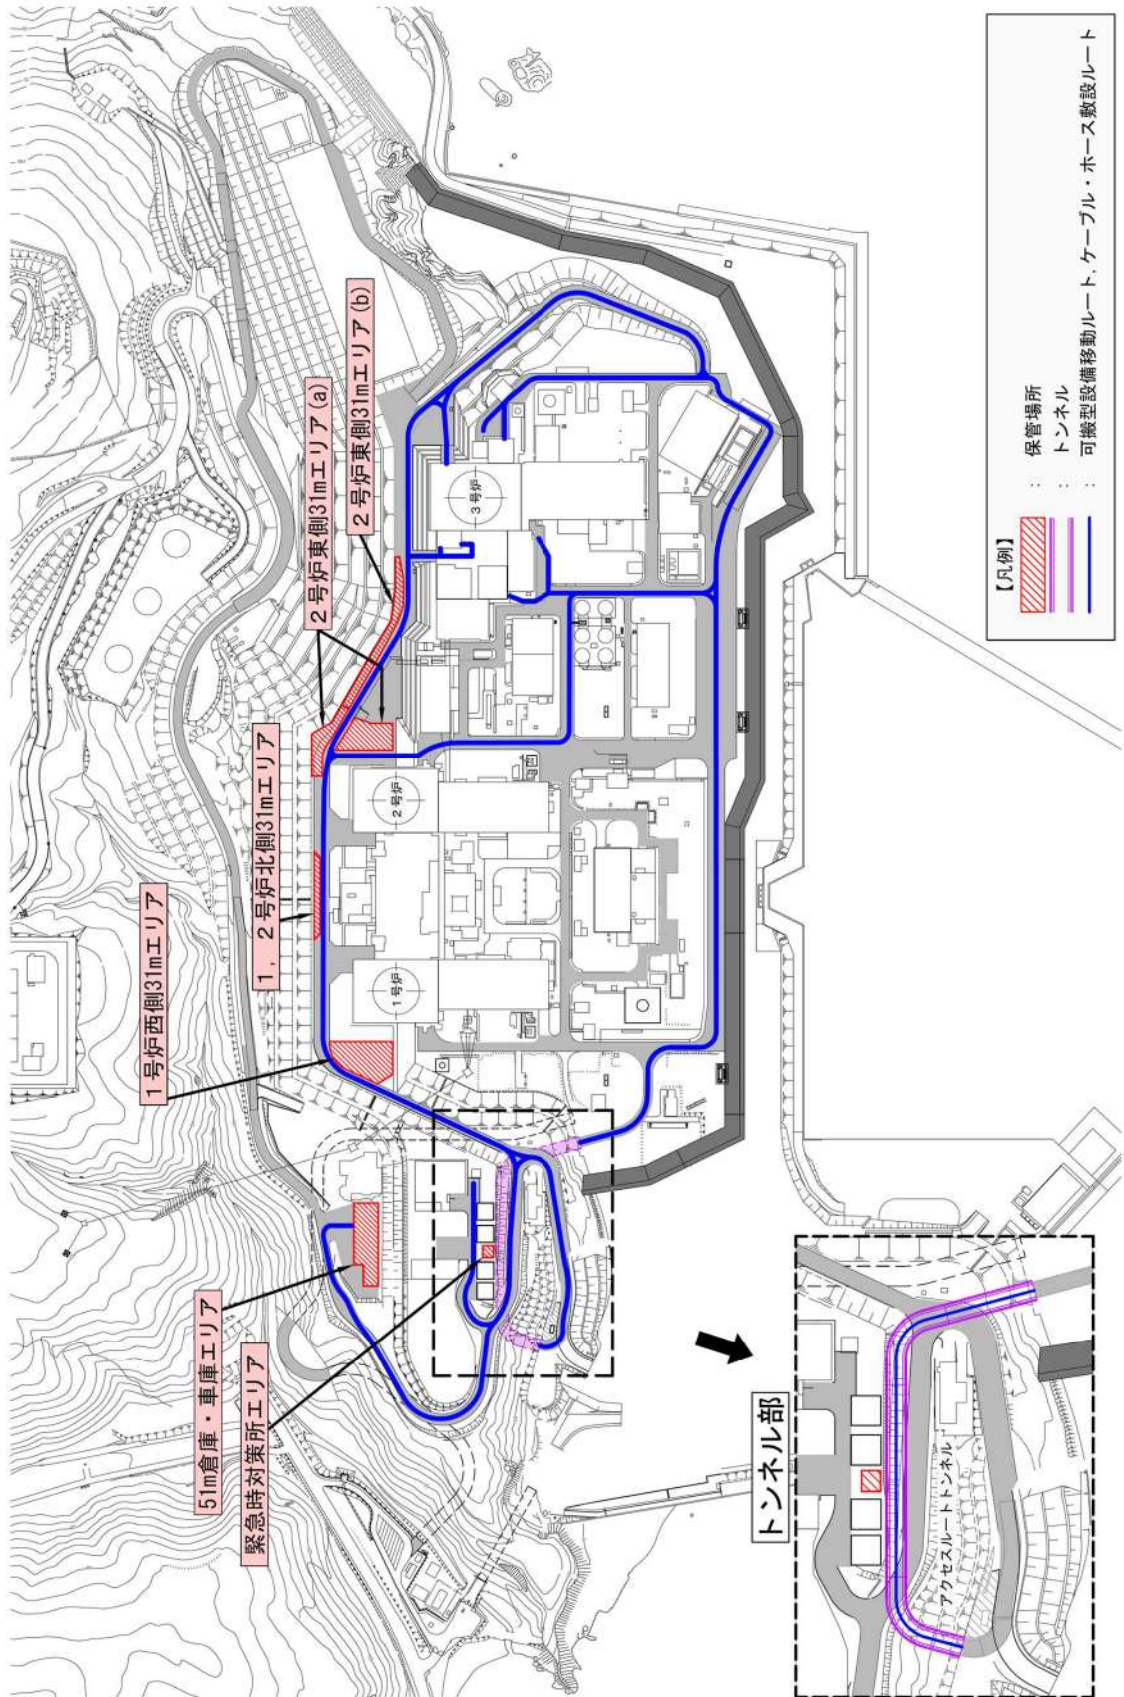 51m倉庫・車庫エリア
緊急時対策所エリア
1号炉西側31mエリア
1，2号炉北側31mエリア
2号炉東側31mエリア(a)
2号炉東側31mエリア(b)
1号炉
2号炉
3号炉
トンネル部
アクセスルートトンネル
【凡例】
： 保管場所
： トンネル
： 可搬型設備移動ルート，ケーブル・ホース敷設ルート